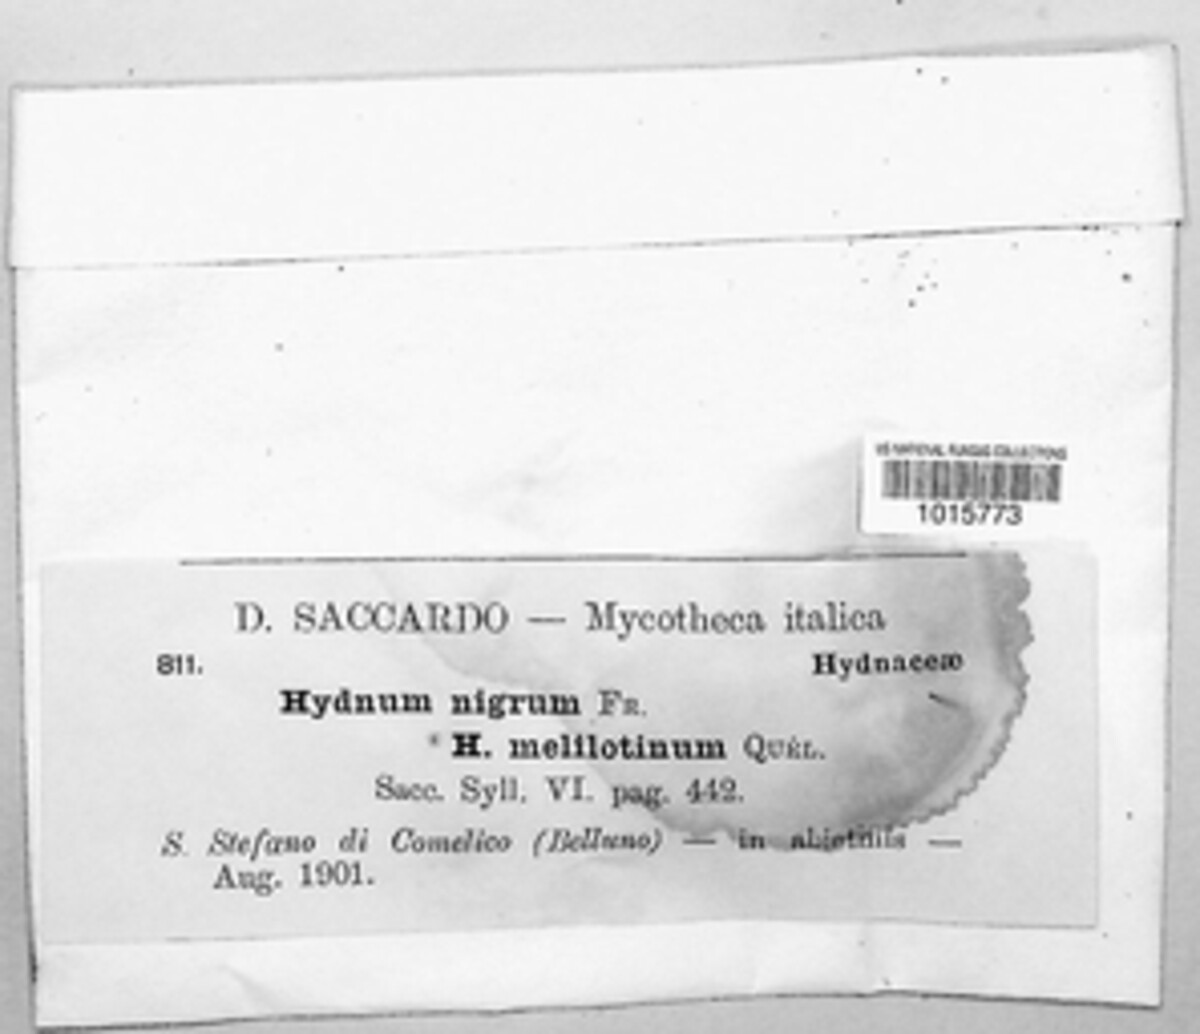 US NATIONAL FUNGUS COLLECTIONS
1015773
D. SACCARDO — Mycotheca italica
811. Hydnaceæ
Hydnum nigrum Fr.
* H. melilotinum Quél.
Sacc. Syll. VI. pag. 442.
S. Stefano di Comelico (Belluno) — in abietinis —
Aug. 1901.